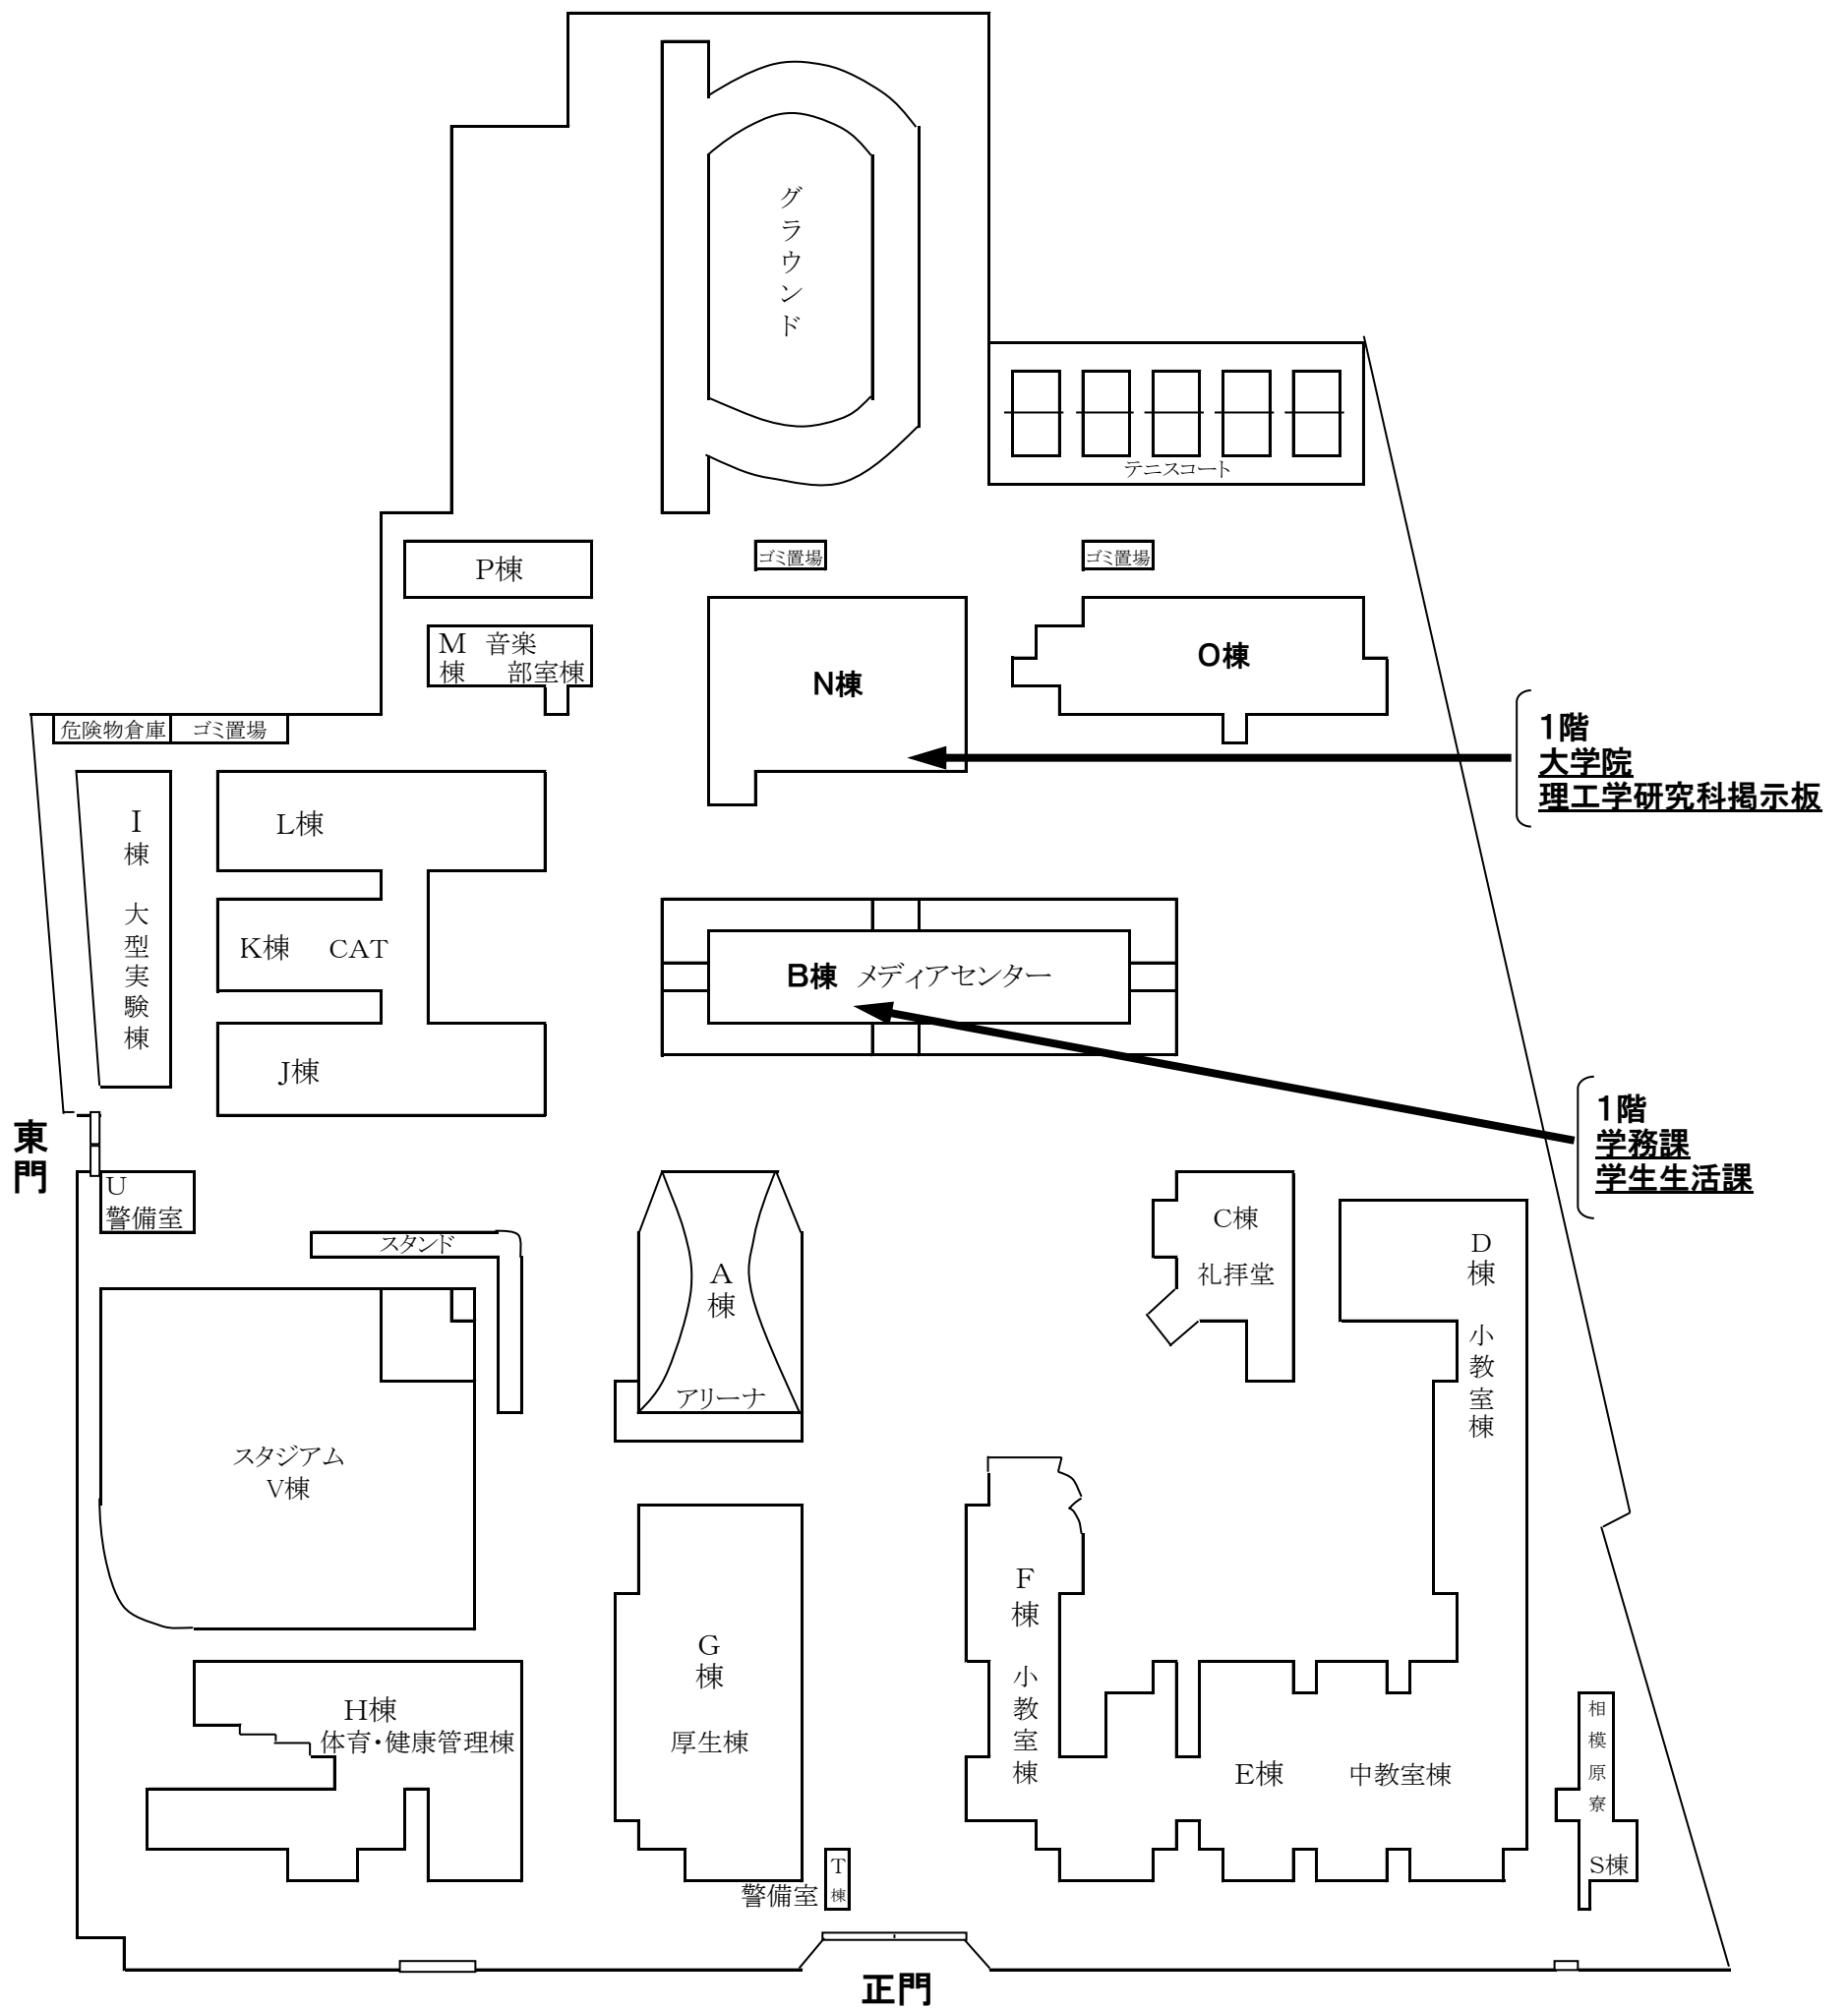 グラウンド
テニスコート
P棟
ゴミ置場
ゴミ置場
M 音楽
棟 部室棟
N棟
O棟
危険物倉庫
ゴミ置場
1階
大学院
理工学研究科掲示板
I棟 大型実験棟
L棟
K棟 CAT
J棟
B棟 メディアセンター
1階
学務課
学生生活課
東門
U
警備室
スタンド
A棟
アリーナ
C棟
礼拝堂
D棟 小教室棟
スタジアム
V棟
F棟 小教室棟
G棟
厚生棟
H棟
体育・健康管理棟
E棟 中教室棟
相模原寮
S棟
T棟
警備室
正門